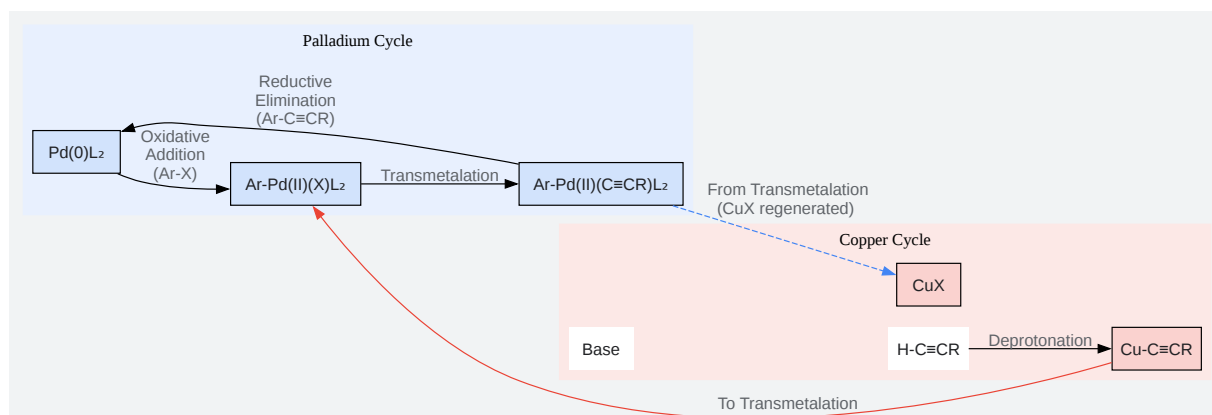 Palladium Cycle
Reductive
Elimination
(Ar-C≡CR)
Pd(0)L₂
Oxidative
Addition
(Ar-X)
Ar-Pd(II)(X)L₂
Transmetalation
Ar-Pd(II)(C≡CR)L₂
From Transmetalation
(CuX regenerated)
Copper Cycle
CuX
Base
H-C≡CR
Deprotonation
Cu-C≡CR
To Transmetalation